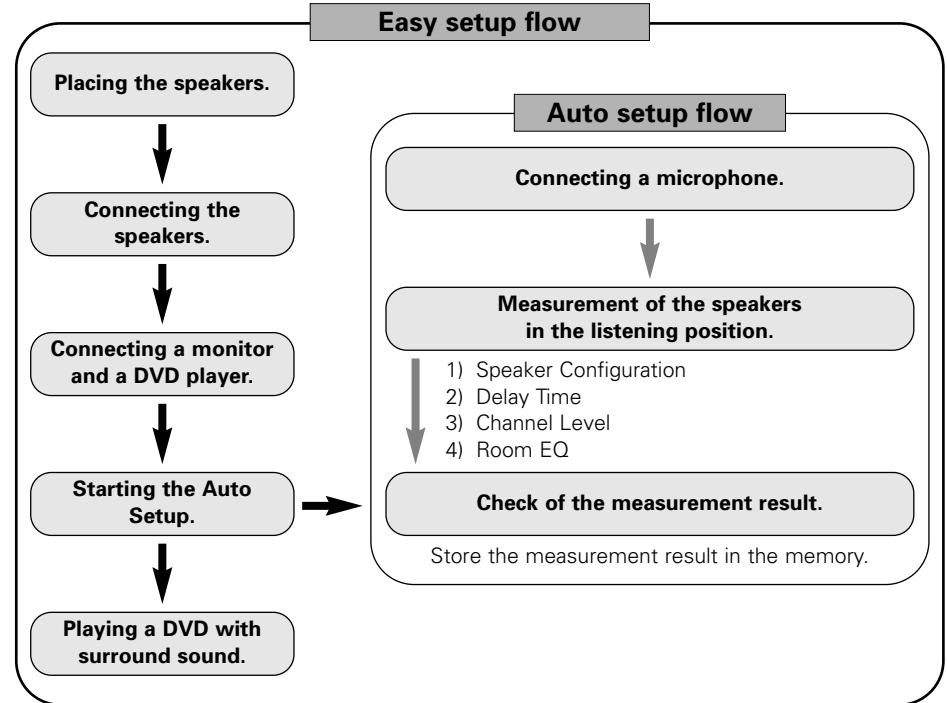 Easy setup flow
Placing the speakers.
Connecting the
speakers.
Connecting a monitor
and a DVD player.
Starting the Auto
Setup.
Playing a DVD with
surround sound.
Auto setup flow
Connecting a microphone.
Measurement of the speakers
in the listening position.
1) Speaker Configuration
2) Delay Time
3) Channel Level
4) Room EQ
Check of the measurement result.
Store the measurement result in the memory.